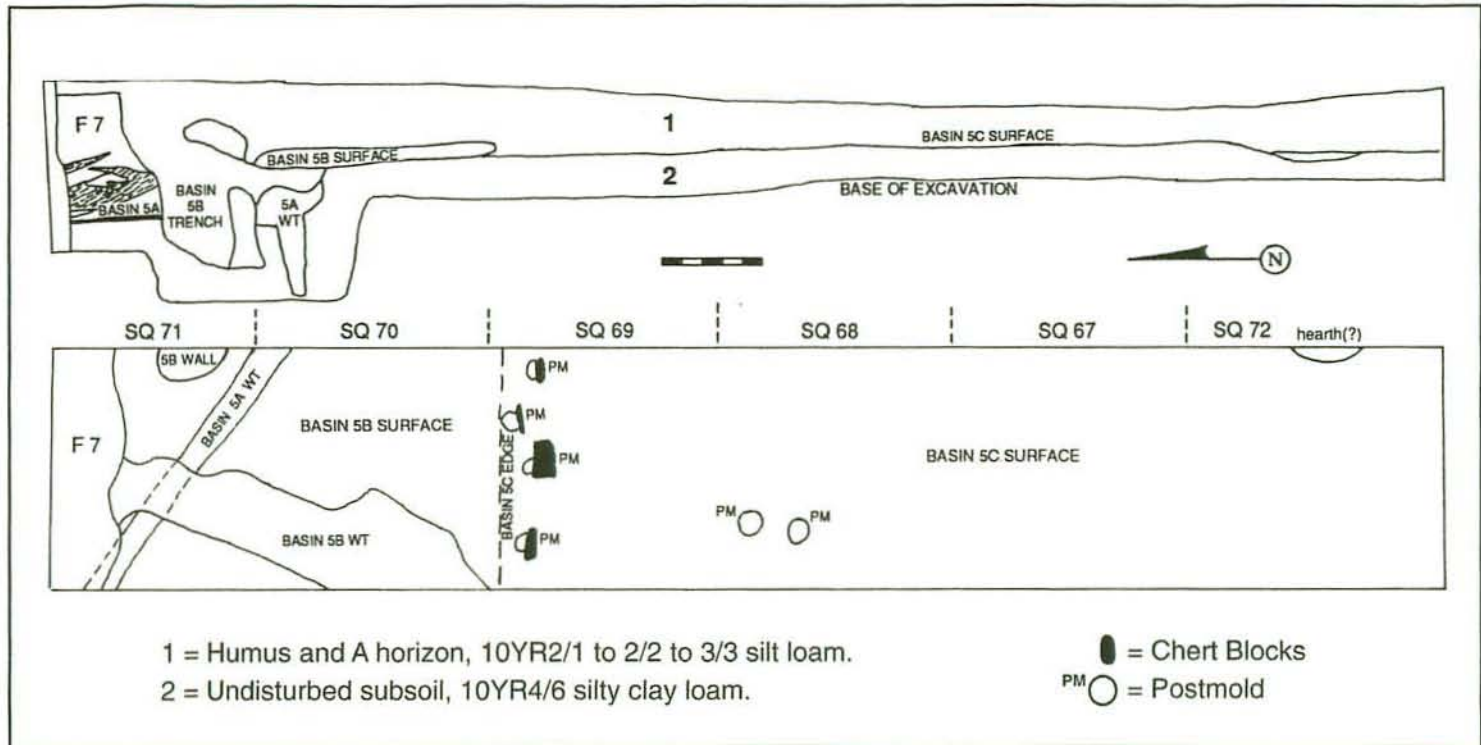 F 7
1
BASIN 5C SURFACE
BASIN 5B SURFACE
2
BASE OF EXCAVATION
BASIN 5A
BASIN
5B
TRENCH
5A
WT
N
SQ 71
SQ 70
SQ 69
SQ 68
SQ 67
SQ 72
hearth(?)
5B WALL
PM
BASIN 5A WT
PM
BASIN 5B SURFACE
F 7
BASIN 5C EDGE
PM
BASIN 5C SURFACE
PM
PM
BASIN 5B WT
PM
1 = Humus and A horizon, 10YR2/1 to 2/2 to 3/3 silt loam.
2 = Undisturbed subsoil, 10YR4/6 silty clay loam.
= Chert Blocks
PM = Postmold